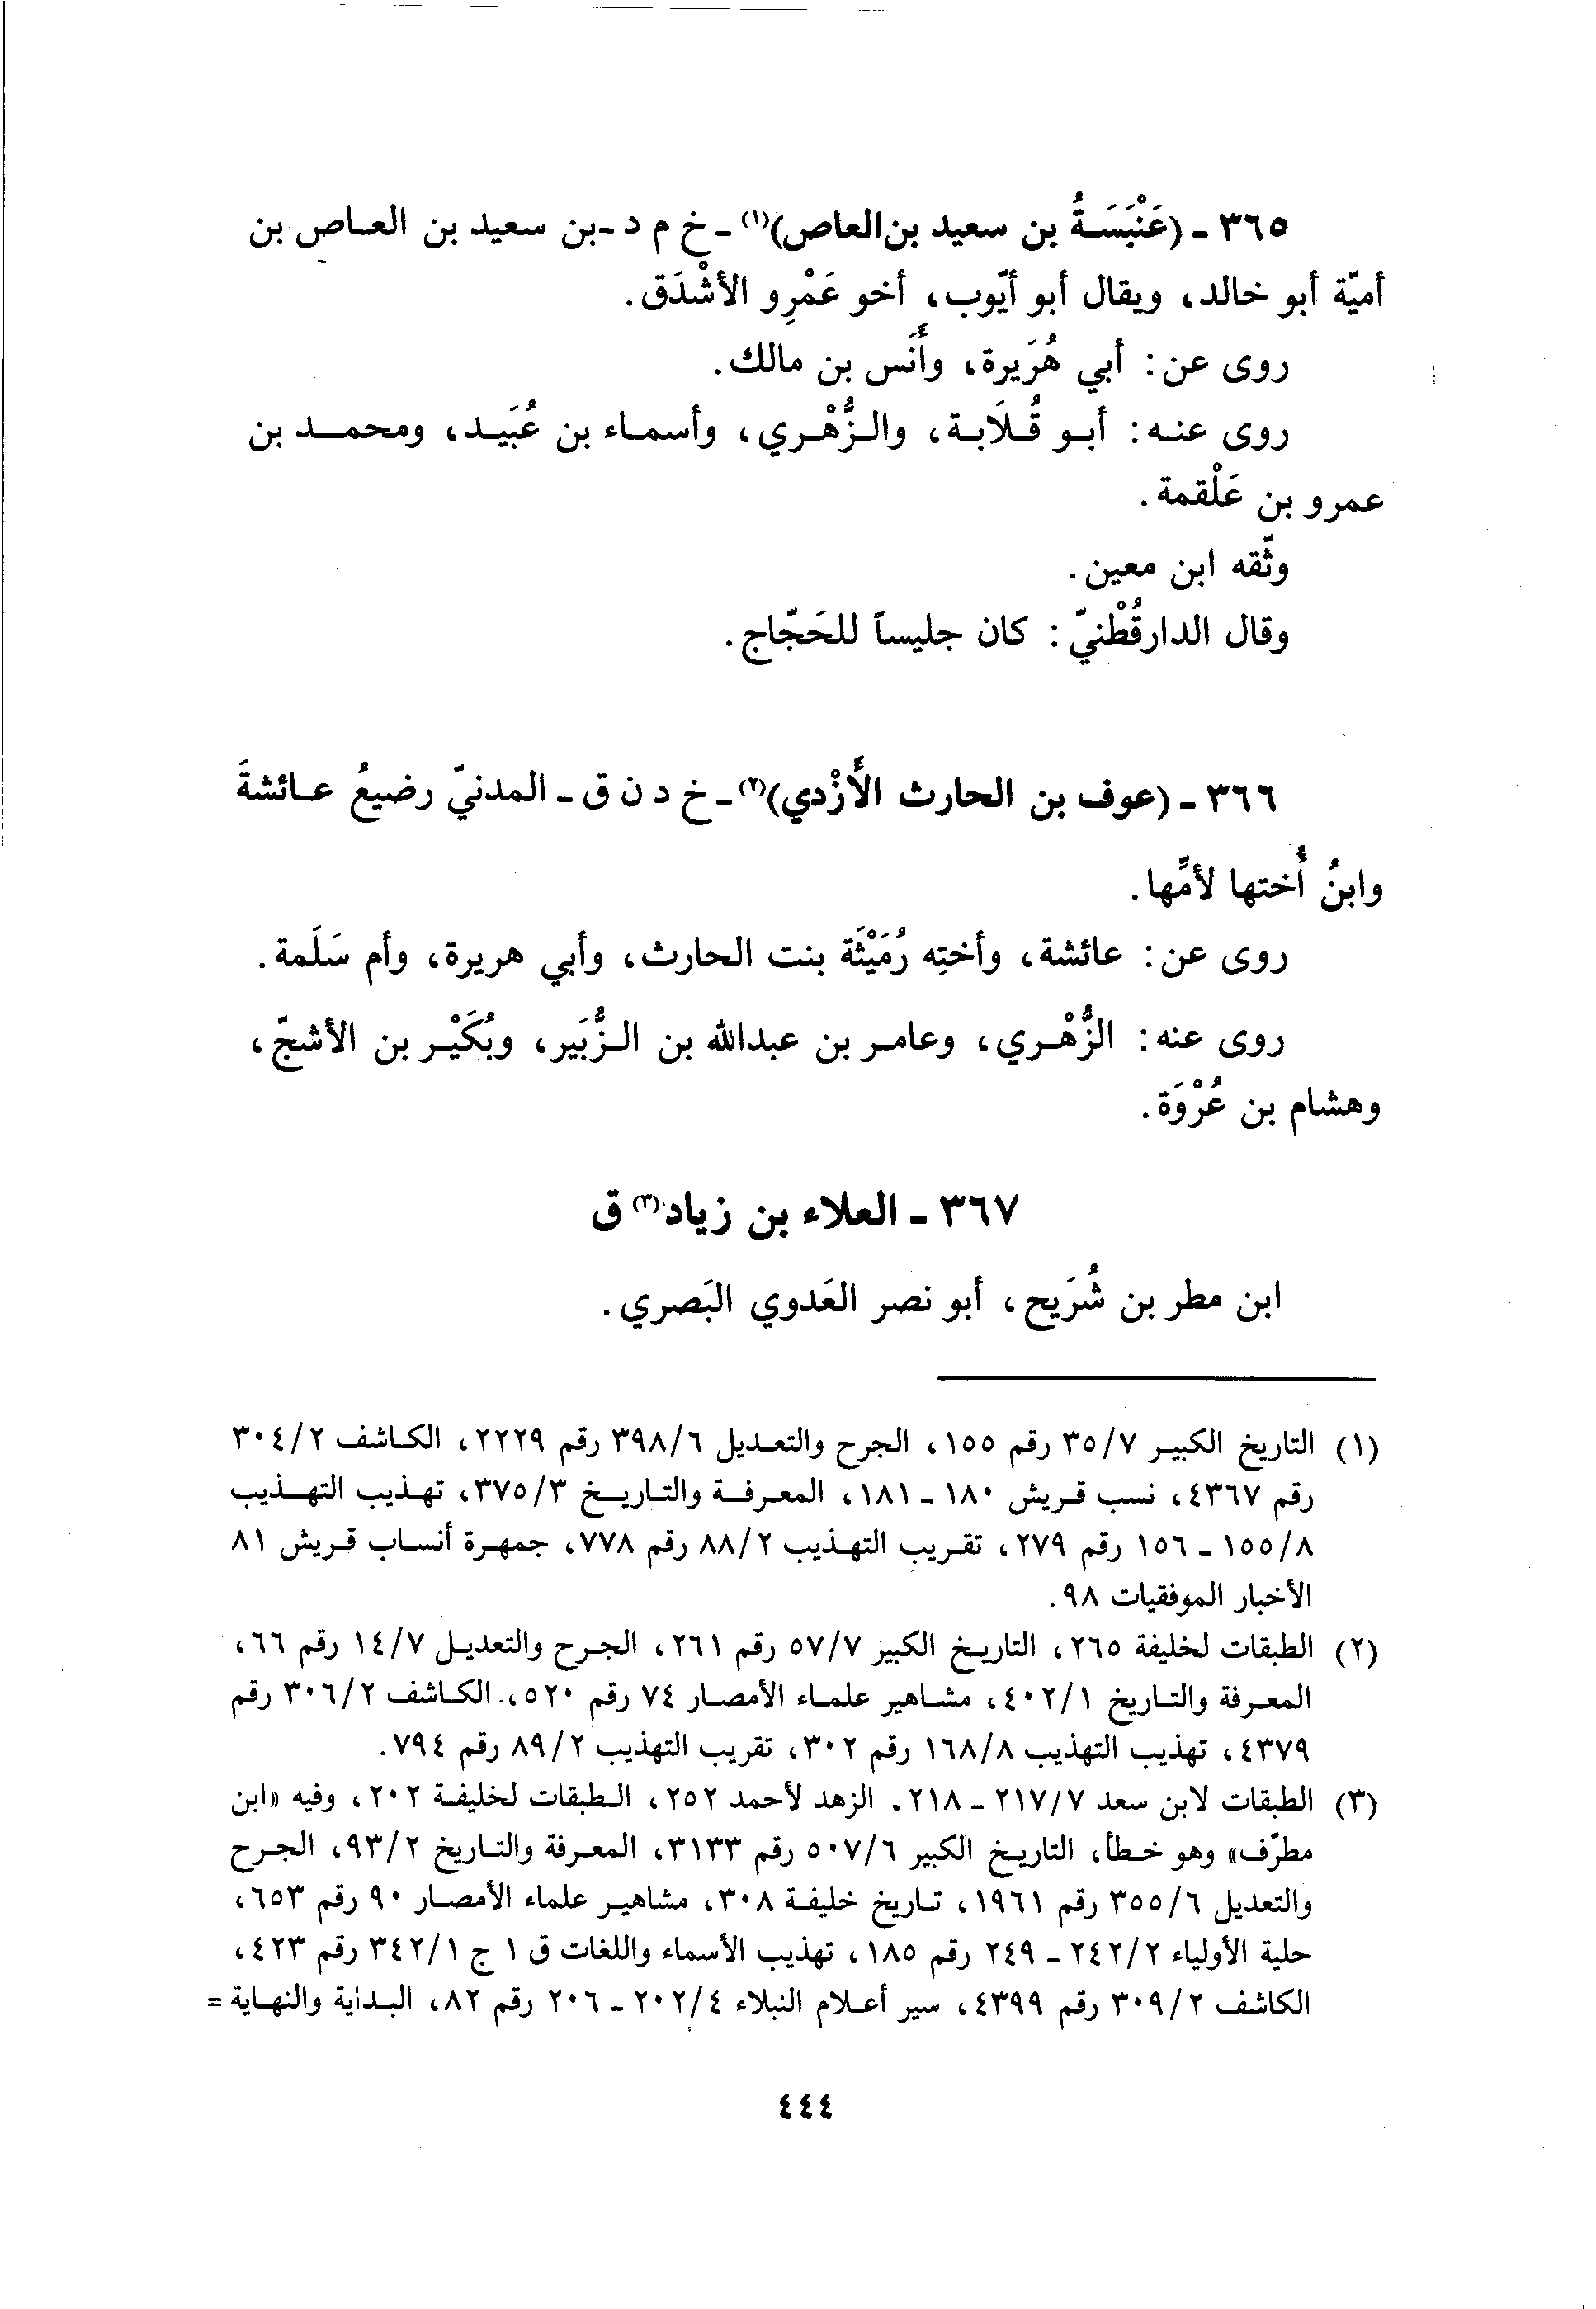 ٣٦٥ - (عَنْبَسَةُ بن سعيد بن العاص)(١) - خ م د - بن سعيد بن العاص بن
أميّة أبو خالد، ويقال أبو أيّوب، أخو عَمْرِو الأشْدَق.
روى عن: أبي هُرَيرة، وأَنَس بن مالك.
روى عنه: أبو قُلَابة، والزُّهْري، وأسماء بن عُبَيد، ومحمد بن
عمرو بن عَلْقمة.
وثّقه ابن معين.
وقال الدارقُطْنيّ: كان جليساً للحَجّاج.
٣٦٦ - (عوف بن الحارث الأَزْدي)(٢) - خ د ن ق - المدنيّ رضيعُ عائشةَ
وابنُ أُختها لأمّها.
روى عن: عائشة، وأختِه رُمَيْثَة بنت الحارث، وأبي هريرة، وأم سَلَمة.
روى عنه: الزُّهْري، وعامر بن عبدالله بن الزُّبَير، وبُكَيْر بن الأشجّ،
وهشام بن عُرْوَة.
٣٦٧ - العلاء بن زياد(٣) ق
ابن مطر بن شُرَيح، أبو نصر العَدوي البَصري.
(١) التاريخ الكبير ٣٥/٧ رقم ١٥٥، الجرح والتعديل ٣٩٨/٦ رقم ٢٢٢٩، الكاشف ٣٠٤/٢
رقم ٤٣٦٧، نسب قريش ١٨٠ - ١٨١، المعرفة والتاريخ ٣٧٥/٣، تهذيب التهذيب
١٥٥/٨ - ١٥٦ رقم ٢٧٩، تقريب التهذيب ٨٨/٢ رقم ٧٧٨، جمهرة أنساب قريش ٨١
الأخبار الموفقيات ٩٨.
(٢) الطبقات لخليفة ٢٦٥، التاريخ الكبير ٥٧/٧ رقم ٢٦١، الجرح والتعديل ١٤/٧ رقم ٦٦،
المعرفة والتاريخ ٤٠٢/١، مشاهير علماء الأمصار ٧٤ رقم ٥٢٠، الكاشف ٣٠٦/٢ رقم
٤٣٧٩، تهذيب التهذيب ١٦٨/٨ رقم ٣٠٢، تقريب التهذيب ٨٩/٢ رقم ٧٩٤.
(٣) الطبقات لابن سعد ٢١٧/٧ - ٢١٨. الزهد لأحمد ٢٥٢، الطبقات لخليفة ٢٠٢، وفيه «ابن
مطرّف» وهو خطأ، التاريخ الكبير ٥٠٧/٦ رقم ٣١٣٣، المعرفة والتاريخ ٩٣/٢، الجرح
والتعديل ٣٥٥/٦ رقم ١٩٦١، تاريخ خليفة ٣٠٨، مشاهير علماء الأمصار ٩٠ رقم ٦٥٣،
حلية الأولياء ٢٤٢/٢ - ٢٤٩ رقم ١٨٥، تهذيب الأسماء واللغات ق ١ ج ٣٤٢/١ رقم ٤٢٣،
الكاشف ٣٠٩/٢ رقم ٤٣٩٩، سير أعلام النبلاء ٢٠٢/٤ - ٢٠٦ رقم ٨٢، البداية والنهاية =
٤٤٤